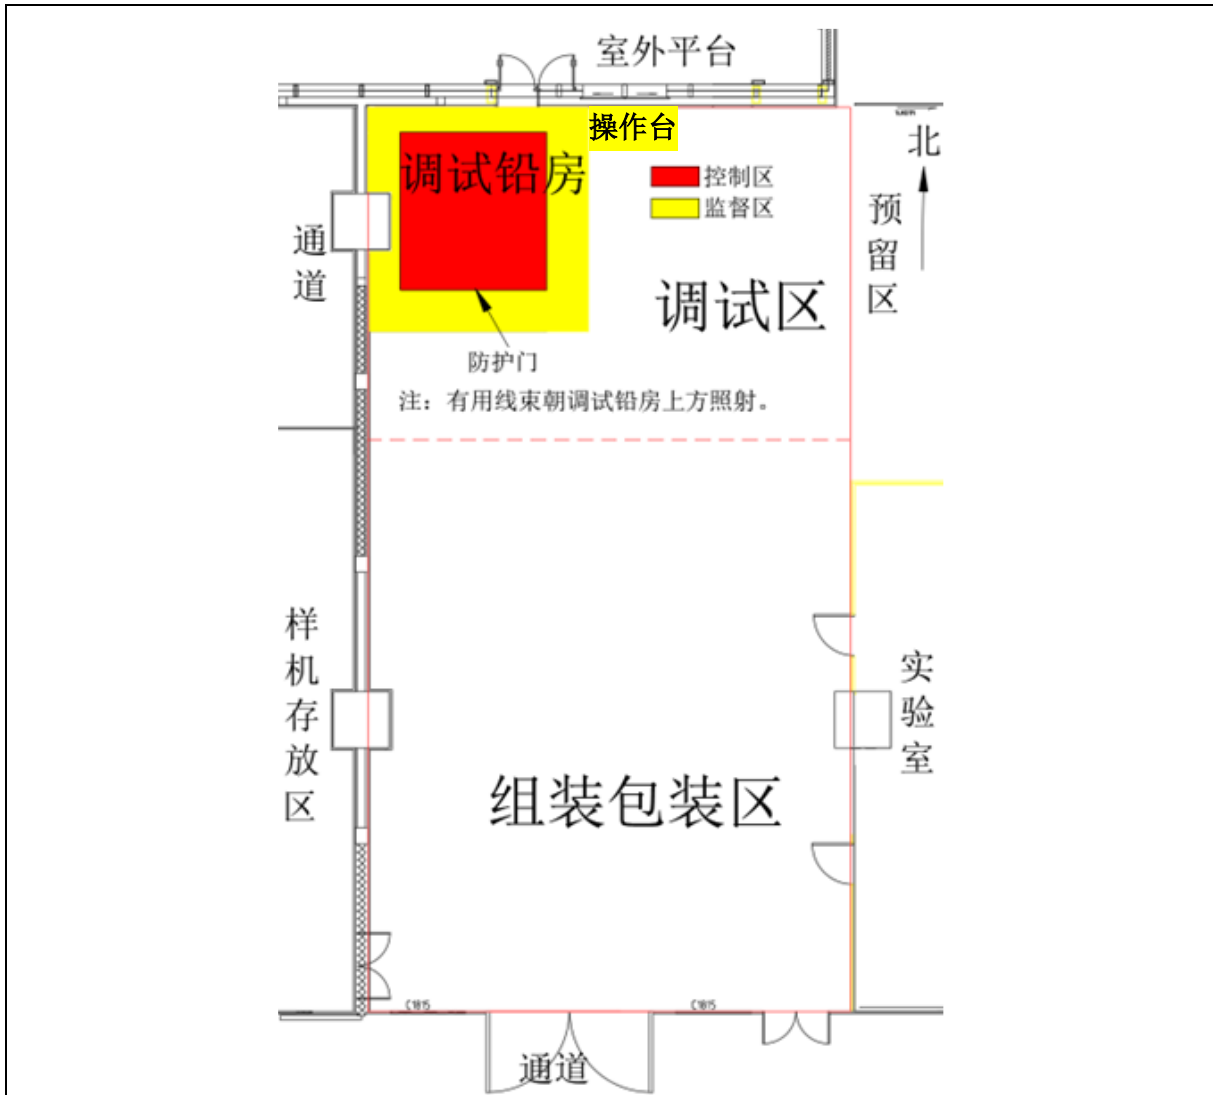 室外平台
操作台
北
调试铅房
控制区
监督区
通道
预留区
调试区
防护门
注：有用线束朝调试铅房上方照射。
样机存放区
实验室
组装包装区
C1815
C1815
通道